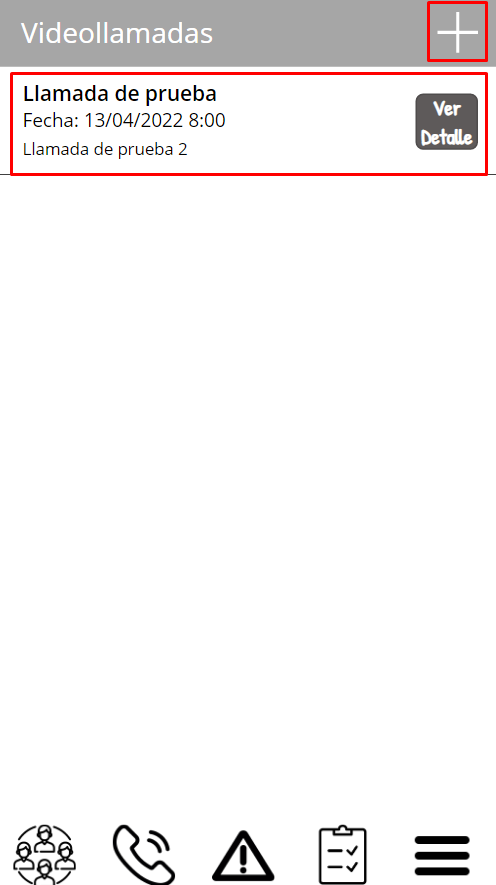 Videollamadas
Llamada de prueba
Fecha: 13/04/2022 8:00
Llamada de prueba 2
Ver
Detalle